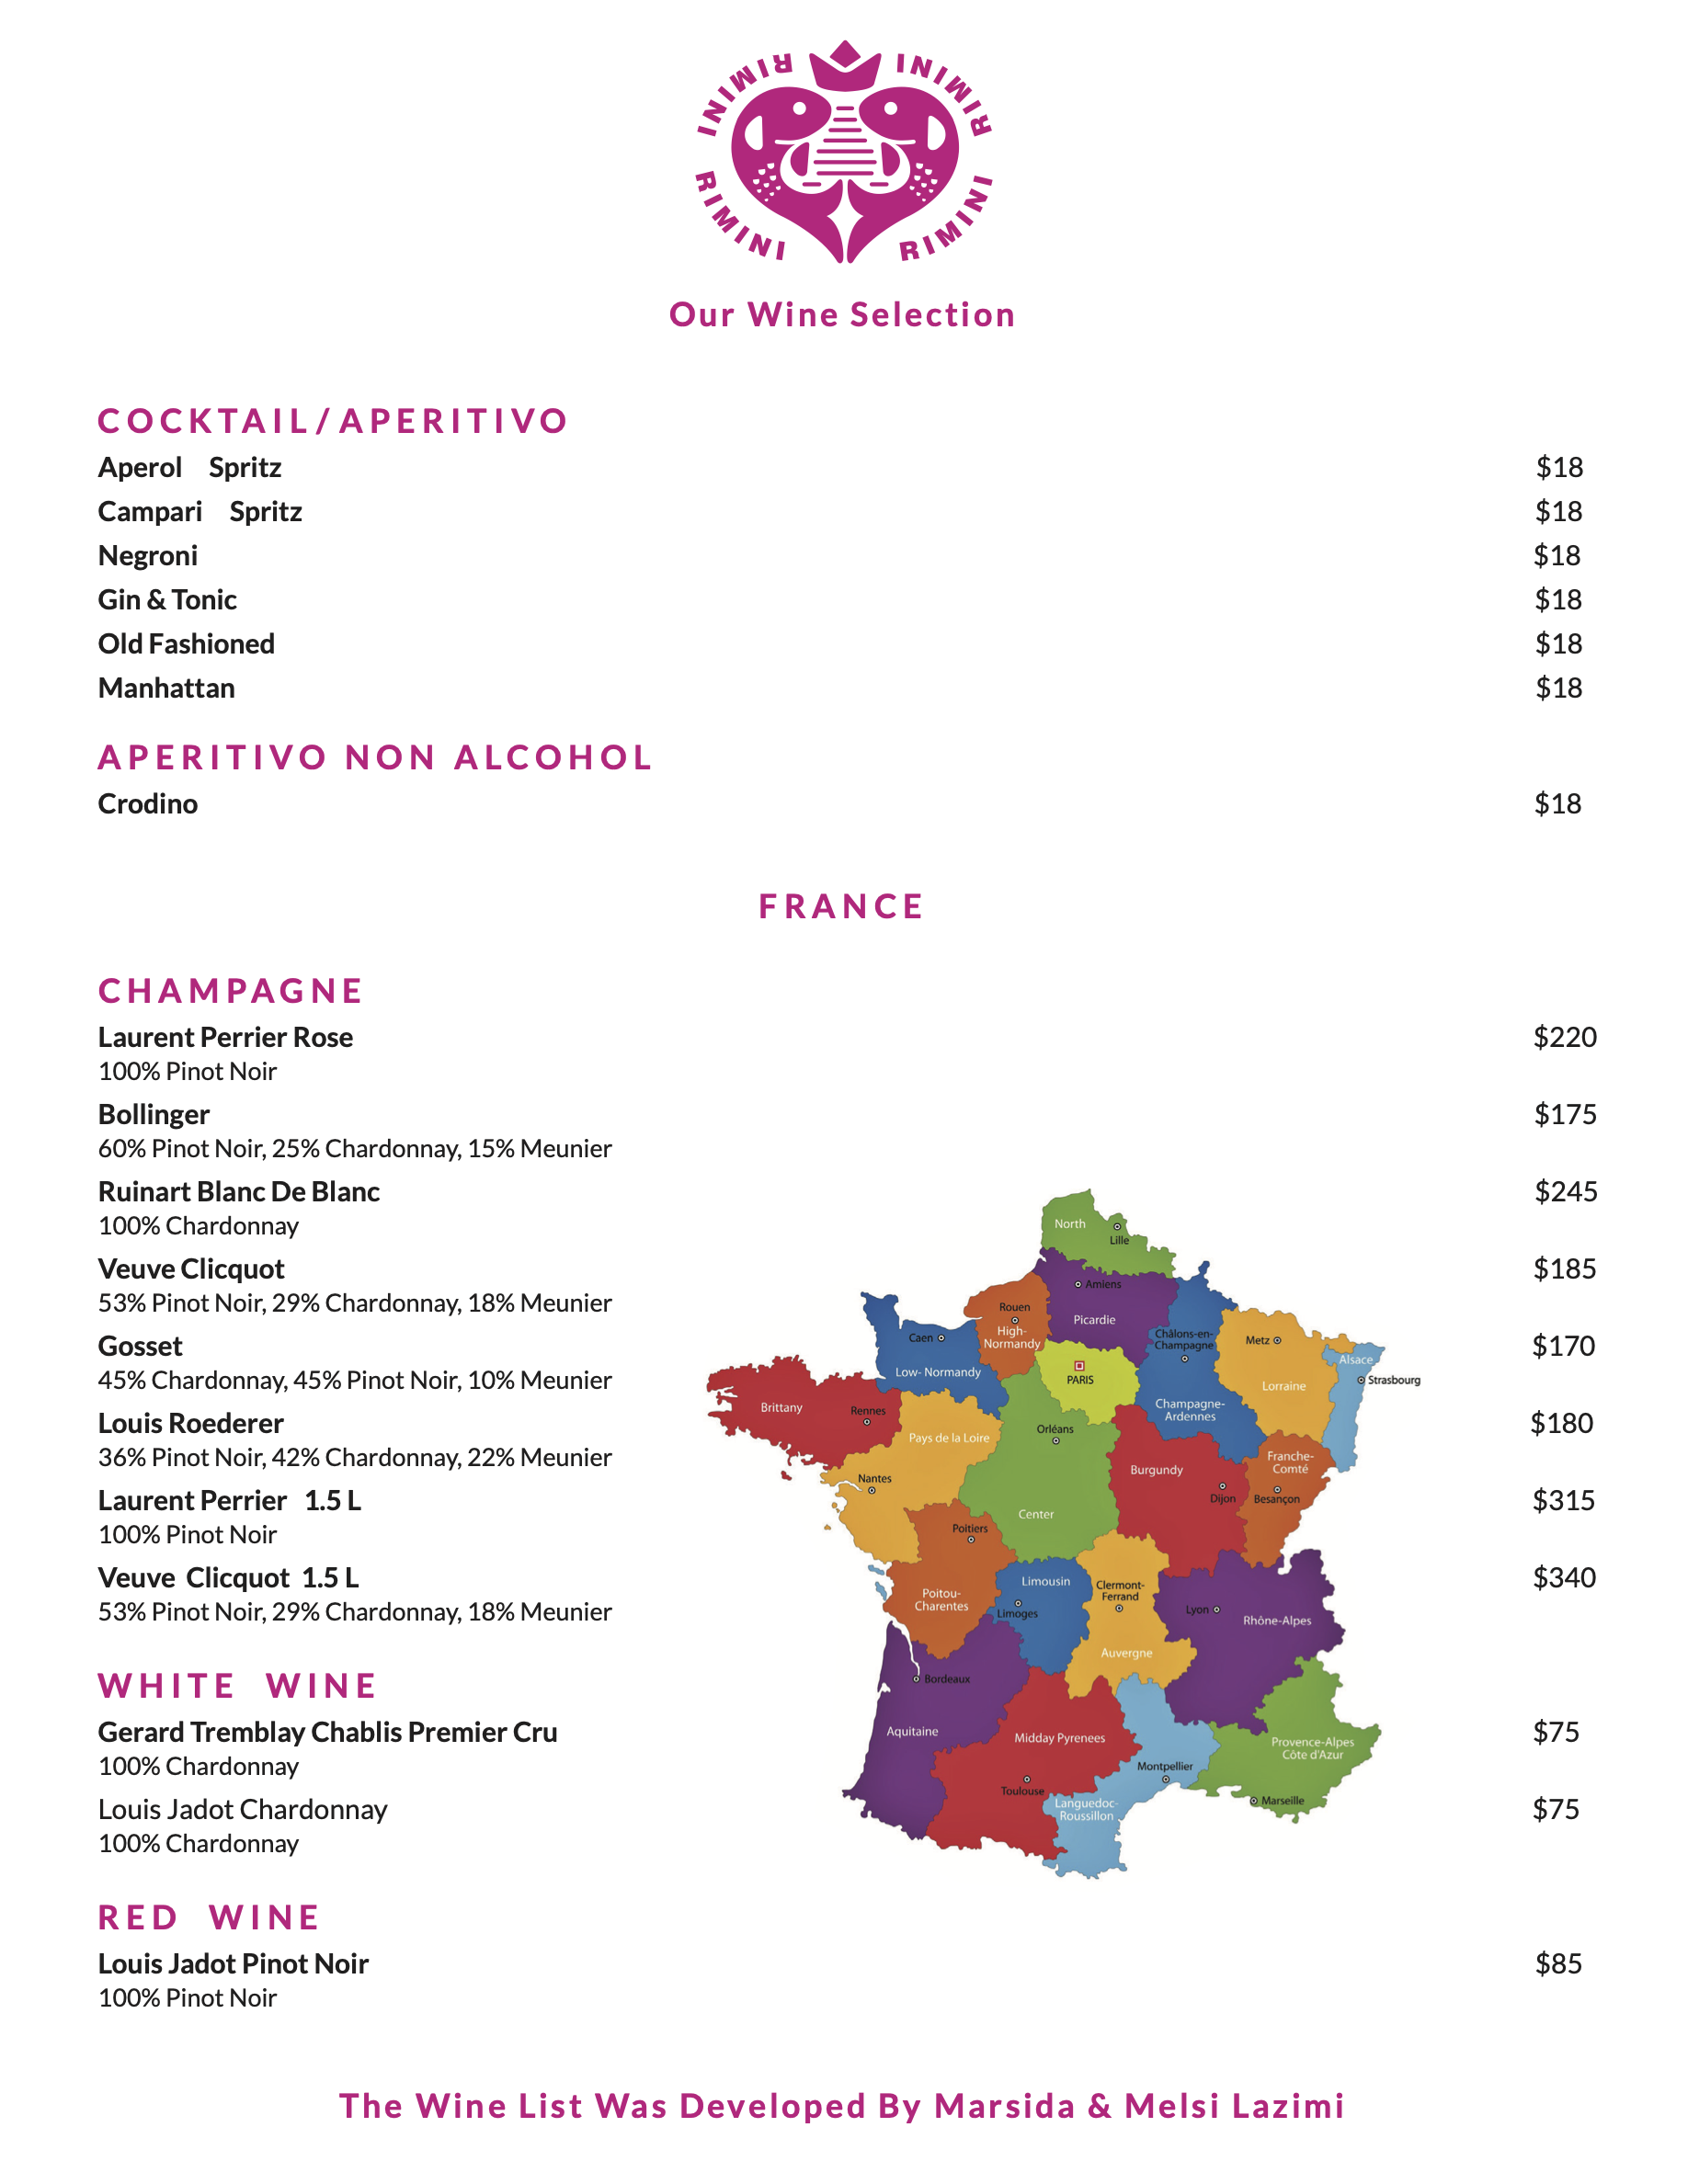 RIMINI RIMINI
RIMINI RIMINI
RIMINI RIMINI
Our Wine Selection
COCKTAIL/APERITIVO
Aperol Spritz $18
Campari Spritz $18
Negroni $18
Gin & Tonic $18
Old Fashioned $18
Manhattan $18
APERITIVO NON ALCOHOL
Crodino $18
FRANCE
CHAMPAGNE
Laurent Perrier Rose $220
100% Pinot Noir
Bollinger $175
60% Pinot Noir, 25% Chardonnay, 15% Meunier
Ruinart Blanc De Blanc $245
100% Chardonnay
Veuve Clicquot $185
53% Pinot Noir, 29% Chardonnay, 18% Meunier
Gosset $170
45% Chardonnay, 45% Pinot Noir, 10% Meunier
Louis Roederer $180
36% Pinot Noir, 42% Chardonnay, 22% Meunier
Laurent Perrier 1.5 L $315
100% Pinot Noir
Veuve Clicquot 1.5 L $340
53% Pinot Noir, 29% Chardonnay, 18% Meunier
WHITE WINE
Gerard Tremblay Chablis Premier Cru $75
100% Chardonnay
Louis Jadot Chardonnay $75
100% Chardonnay
RED WINE
Louis Jadot Pinot Noir $85
100% Pinot Noir
North
Lille
Amiens
Picardie
Rouen
High-
Normandy
Caen
Low- Normandy
Châlons-en-
Champagne
Champagne-
Ardennes
Metz
Lorraine
Alsace
Strasbourg
PARIS
Brittany
Rennes
Pays de la Loire
Nantes
Orléans
Center
Burgundy
Dijon
Franche-
Comté
Besançon
Poitiers
Poitou-
Charentes
Limousin
Limoges
Clermont-
Ferrand
Auvergne
Lyon
Rhône-Alpes
Bordeaux
Aquitaine
Midday Pyrenees
Toulouse
Montpellier
Languedoc-
Roussillon
Provence-Alpes
Côte d'Azur
Marseille
The Wine List Was Developed By Marsida & Melsi Lazimi